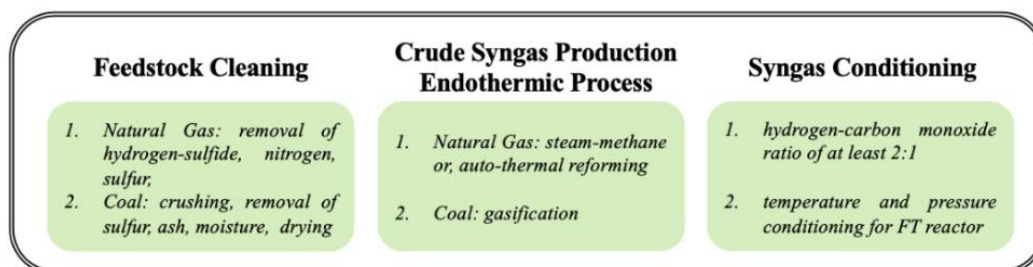 Feedstock Cleaning
1. Natural Gas: removal of
hydrogen-sulfide, nitrogen,
sulfur,
2. Coal: crushing, removal of
sulfur, ash, moisture, drying
Crude Syngas Production
Endothermic Process
1. Natural Gas: steam-methane
or, auto-thermal reforming
2. Coal: gasification
Syngas Conditioning
1. hydrogen-carbon monoxide
ratio of at least 2:1
2. temperature and pressure
conditioning for FT reactor